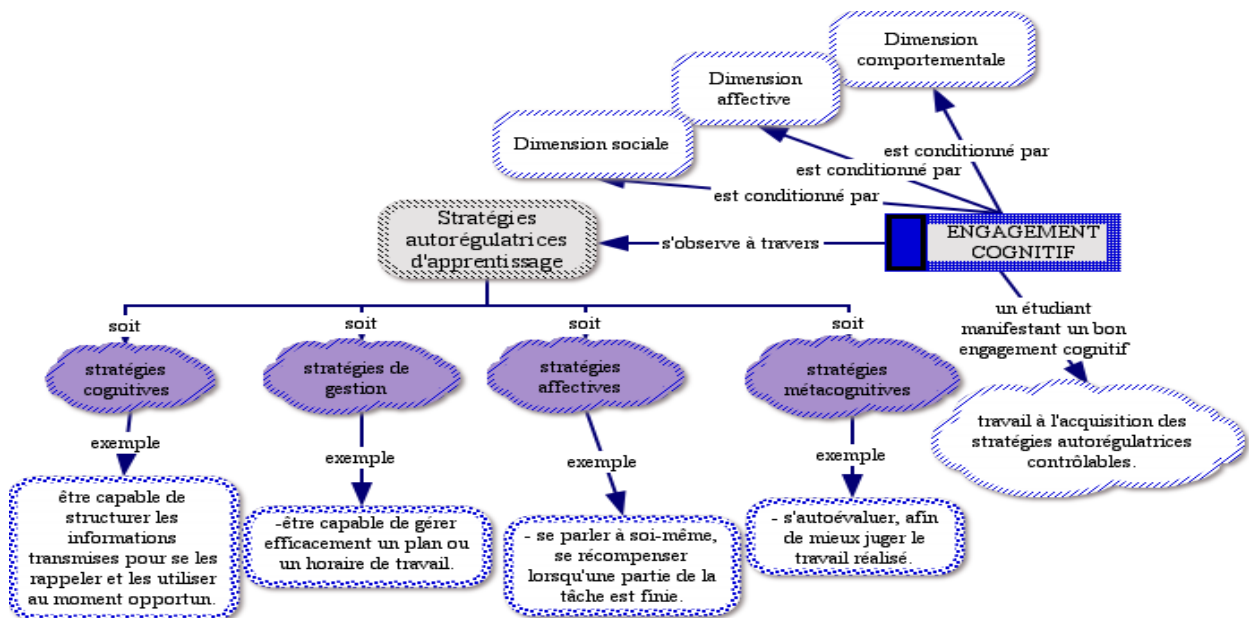 Dimension
comportementale
Dimension
affective
Dimension sociale
est conditionné par
est conditionné par
est conditionné par
Stratégies
autorégulatrices
d'apprentissage
s'observe à travers
ENGAGEMENT
COGNITIF
un étudiant
manifestant un bon
engagement cognitif
soit
soit
soit
soit
stratégies
cognitives
stratégies de
gestion
stratégies
affectives
stratégies
métacognitives
travail à l'acquisition des
stratégies autorégulatrices
contrôlables.
exemple
exemple
exemple
exemple
être capable de
structurer les
informations
transmises pour se les
rappeler et les utiliser
au moment opportun.
-être capable de gérer
efficacement un plan ou
un horaire de travail.
- se parler à soi-même,
se récompenser
lorsqu'une partie de la
tâche est finie.
- s'autoévaluer, afin
de mieux juger le
travail réalisé.